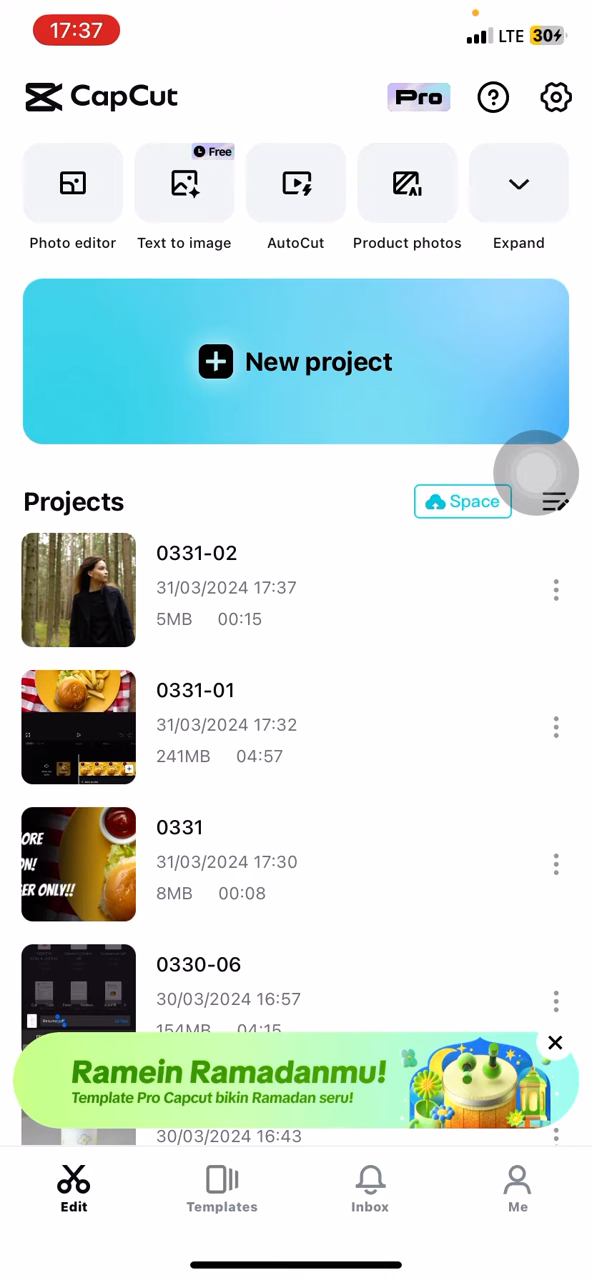 17:37
LTE 30
CapCut
Pro
Free
Photo editor
Text to image
AutoCut
Product photos
Expand
AI
New project
Projects
Space
0331-02
31/03/2024 17:37
5MB 00:15
0331-01
31/03/2024 17:32
241MB 04:57
ORE
ON!
ER ONLY!!
0331
31/03/2024 17:30
8MB 00:08
0330-06
30/03/2024 16:57
154MB 04:15
Ramein Ramadanmu!
Template Pro Capcut bikin Ramadan seru!
30/03/2024 16:43
Edit
Templates
Inbox
Me